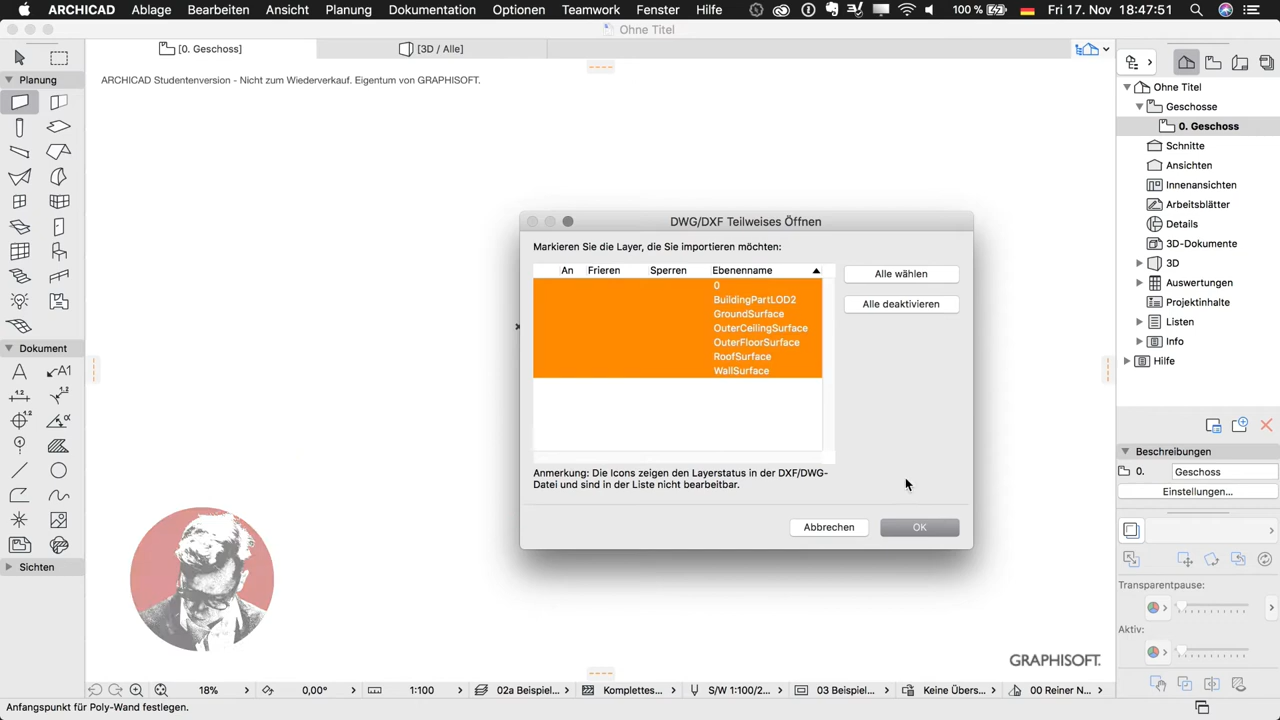 ARCHICAD Ablage Bearbeiten Ansicht Planung Dokumentation Optionen Teamwork Fenster Hilfe 100 % Fri 17. Nov 18:47:51
Ohne Titel
[0. Geschoss] [3D / Alle]
ARCHICAD Studentenversion - Nicht zum Wiederverkauf. Eigentum von GRAPHISOFT.
Planung
Dokument
A A1
1.2
Sichten
DWG/DXF Teilweises Öffnen
Markieren Sie die Layer, die Sie importieren möchten:
An Frieren Sperren Ebenenname
0
BuildingPartLOD2
GroundSurface
OuterCeilingSurface
OuterFloorSurface
RoofSurface
WallSurface
Alle wählen
Alle deaktivieren
Anmerkung: Die Icons zeigen den Layerstatus in der DXF/DWG-
Datei und sind in der Liste nicht bearbeitbar.
Abbrechen OK
Ohne Titel
Geschosse
0. Geschoss
Schnitte
Ansichten
Innenansichten
Arbeitsblätter
Details
3D-Dokumente
3D
Auswertungen
Projektinhalte
Listen
Info
Hilfe
Beschreibungen
0. Geschoss
Einstellungen...
Transparentpause:
Aktiv:
GRAPHISOFT.
18% 0,00° 1:100 02a Beispiel... Komplettes... S/W 1:100/2... 03 Beispiel... Keine Übers... 00 Reiner N...
Anfangspunkt für Poly-Wand festlegen.